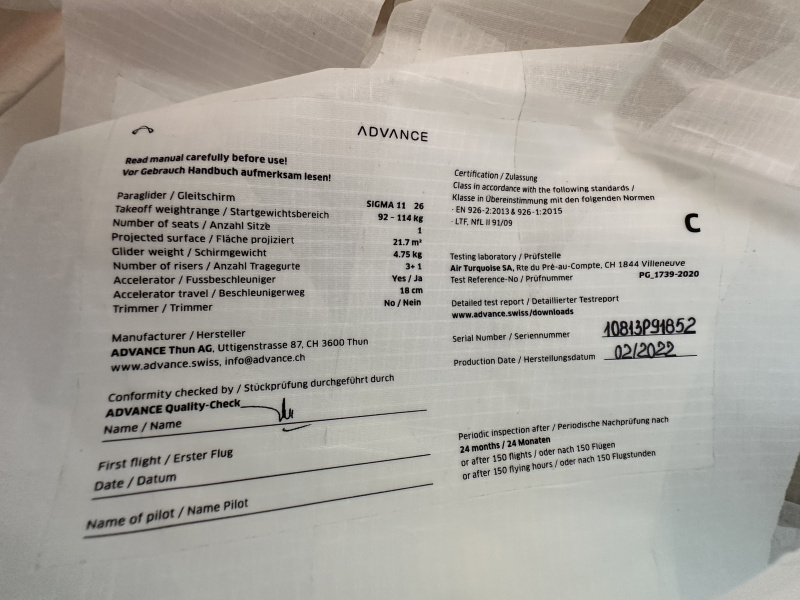 ADVANCE
Read manual carefully before use!
Vor Gebrauch Handbuch aufmerksam lesen!
Paraglider / Gleitschirm SIGMA 11 26
Takeoff weightrange / Startgewichtsbereich 92 – 114 kg
Number of seats / Anzahl Sitze 1
Projected surface / Fläche projiziert 21.7 m²
Glider weight / Schirmgewicht 4.75 kg
Number of risers / Anzahl Tragegurte 3+ 1
Accelerator / Fussbeschleuniger Yes / Ja
Accelerator travel / Beschleunigerweg 18 cm
Trimmer / Trimmer No / Nein
Manufacturer / Hersteller
ADVANCE Thun AG, Uttigenstrasse 87, CH 3600 Thun
www.advance.swiss, info@advance.ch
Conformity checked by / Stückprüfung durchgeführt durch
ADVANCE Quality-Check
Name / Name
First flight / Erster Flug
Date / Datum
Name of pilot / Name Pilot
Certification / Zulassung
Class in accordance with the following standards /
Klasse in Übereinstimmung mit den folgenden Normen
· EN 926-2:2013 & 926-1:2015
· LTF, NfL II 91/09
C
Testing laboratory / Prüfstelle
Air Turquoise SA, Rte du Pré-au-Compte, CH 1844 Villeneuve
Test Reference-No / Prüfnummer PG_1739-2020
Detailed test report / Detaillierter Testreport
www.advance.swiss/downloads
Serial Number / Seriennummer 10813P91852
Production Date / Herstellungsdatum 02/2022
Periodic inspection after / Periodische Nachprüfung nach
24 months / 24 Monaten
or after 150 flights / oder nach 150 Flügen
or after 150 flying hours / oder nach 150 Flugstunden